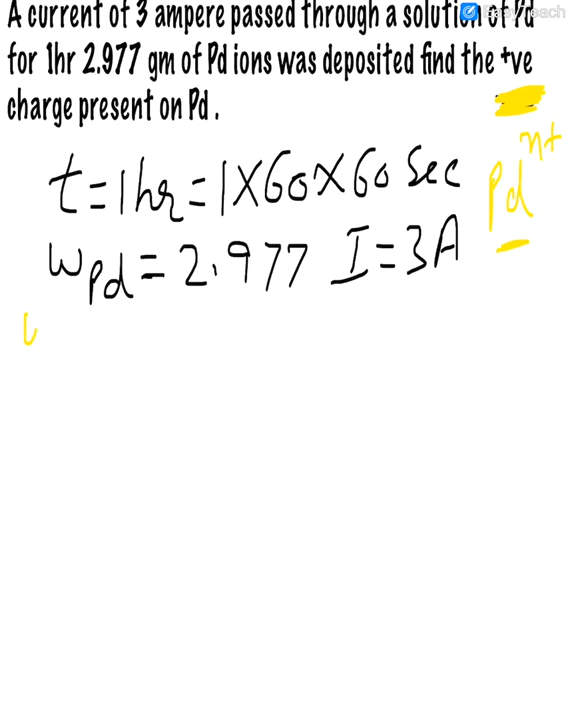 A current of 3 ampere passed through a solution of Pd
for 1hr 2.977 gm of Pd ions was deposited find the +ve
charge present on Pd.
t=1hr=1×60×60 Sec
Pd n+
W Pd = 2.977 I=3A